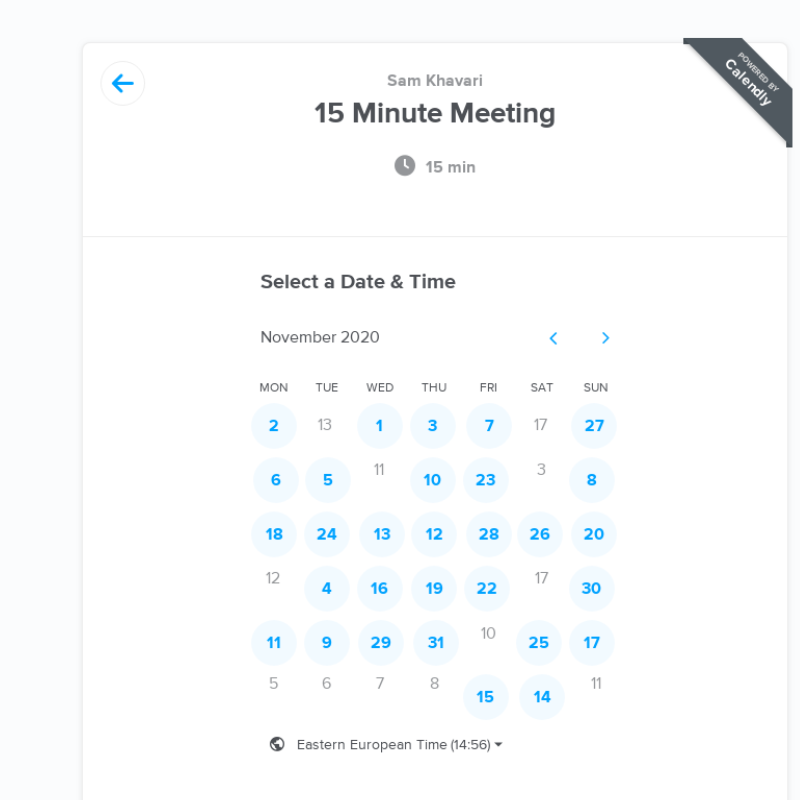 POWERED BY
Calendly
Sam Khavari
15 Minute Meeting
15 min
Select a Date & Time
November 2020
MON TUE WED THU FRI SAT SUN
2 13 1 3 7 17 27
6 5 11 10 23 3 8
18 24 13 12 28 26 20
12 4 16 19 22 17 30
11 9 29 31 10 25 17
5 6 7 8 15 14 11
Eastern European Time (14:56)